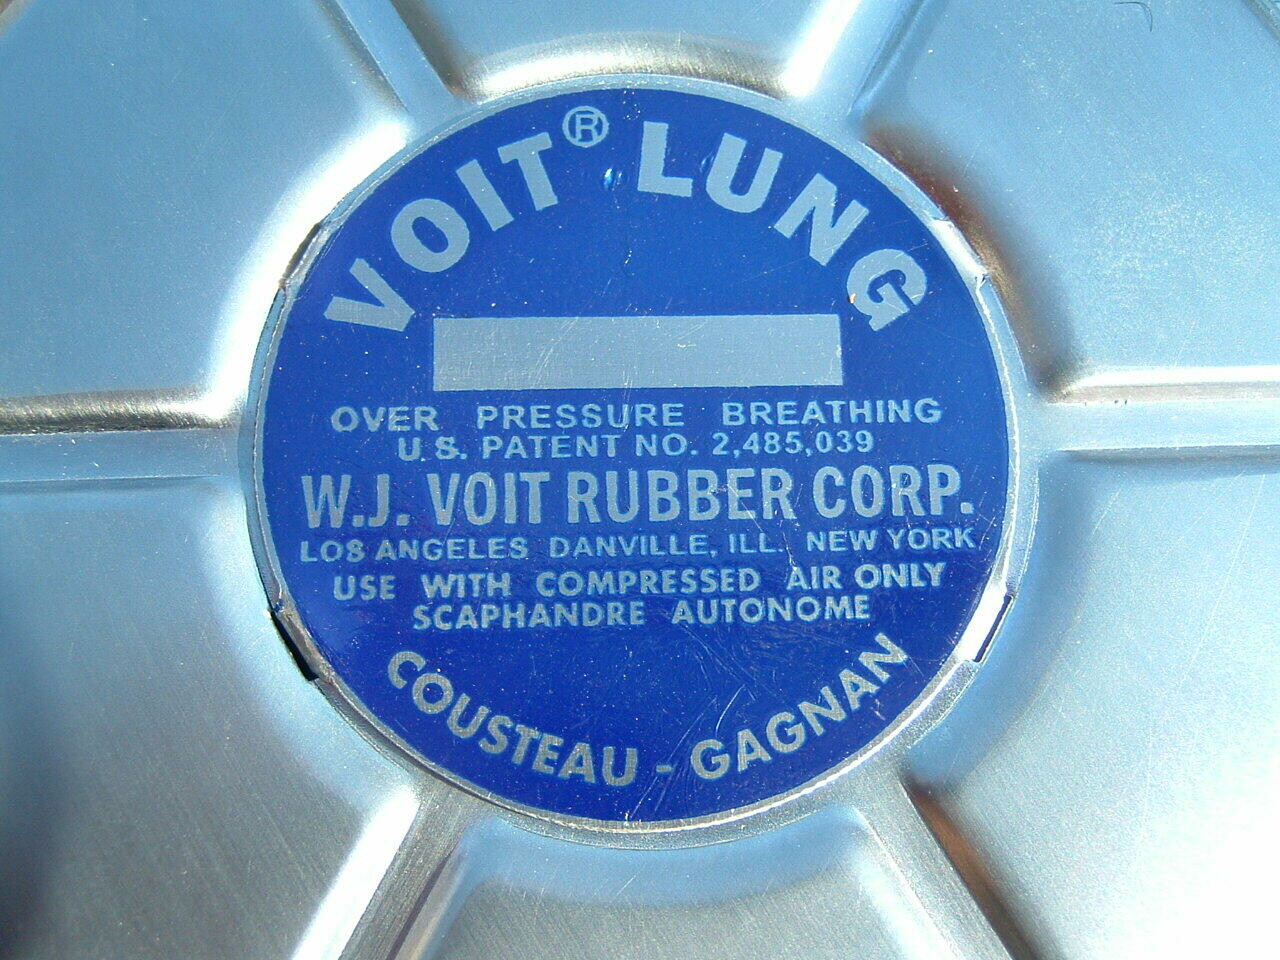 VOIT® LUNG
OVER PRESSURE BREATHING
U.S. PATENT NO. 2,485,039
W.J. VOIT RUBBER CORP.
LOS ANGELES DANVILLE, ILL. NEW YORK
USE WITH COMPRESSED AIR ONLY
SCAPHANDRE AUTONOME
COUSTEAU - GAGNAN